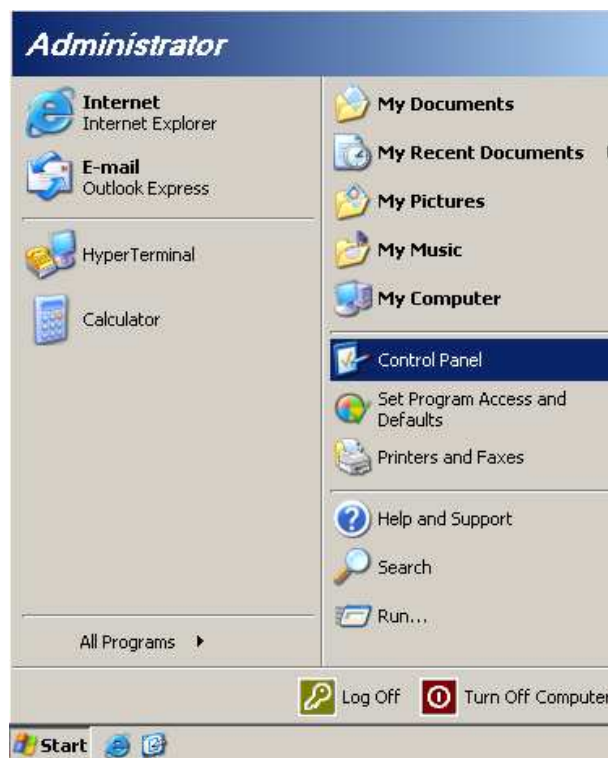 Administrator
Internet
Internet Explorer
E-mail
Outlook Express
HyperTerminal
Calculator
All Programs
My Documents
My Recent Documents
My Pictures
My Music
My Computer
Control Panel
Set Program Access and
Defaults
Printers and Faxes
Help and Support
Search
Run...
Log Off
Turn Off Computer
Start